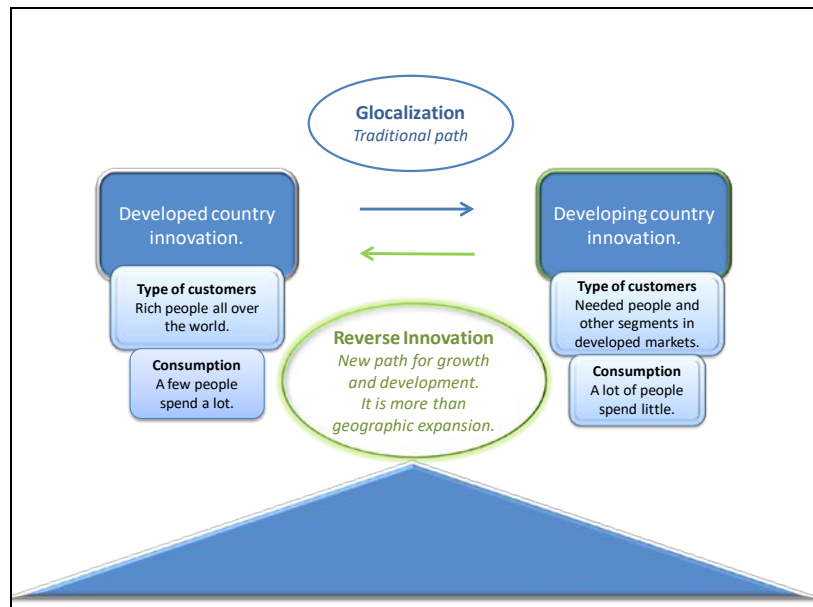 Glocalization
Traditional path
Developed country
innovation.
Type of customers
Rich people all over
the world.
Consumption
A few people
spend a lot.
Reverse Innovation
New path for growth
and development.
It is more than
geographic expansion.
Developing country
innovation.
Type of customers
Needed people and
other segments in
developed markets.
Consumption
A lot of people
spend little.